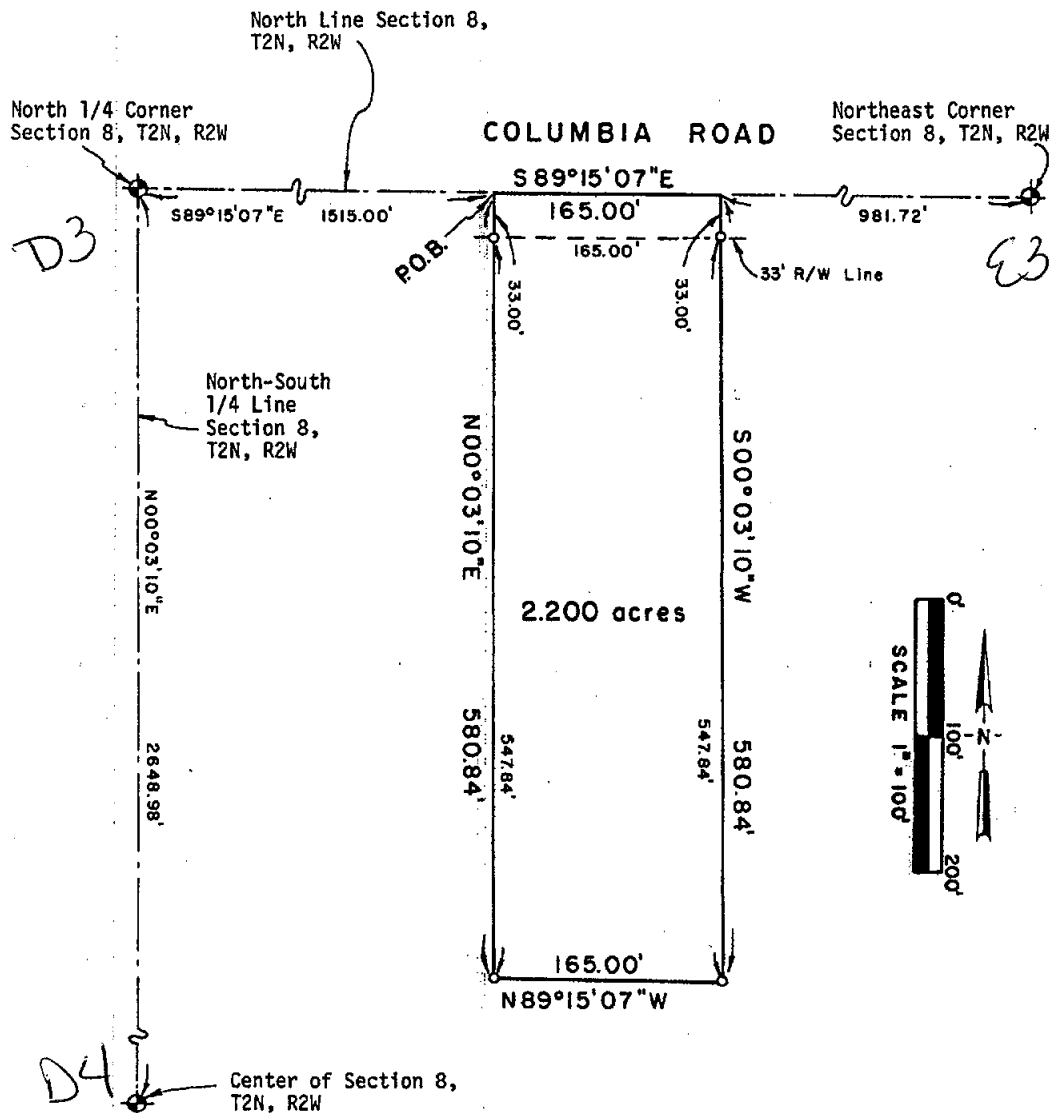 North Line Section 8,
T2N, R2W
North 1/4 Corner
Section 8, T2N, R2W
Northeast Corner
Section 8, T2N, R2W
COLUMBIA ROAD
S89°15'07"E
165.00'
S89°15'07"E
1515.00'
981.72'
D3
P.O.B.
165.00'
33' R/W Line
E3
33.00'
33.00'
North-South
1/4 Line
Section 8,
T2N, R2W
N00°03'10"E
S00°03'10"W
N00°03'10"E
2.200 acres
0'
SCALE 1" = 100'
100'
-N-
200'
2648.98'
580.84'
547.84'
547.84'
580.84'
165.00'
N89°15'07"W
D4
Center of Section 8,
T2N, R2W